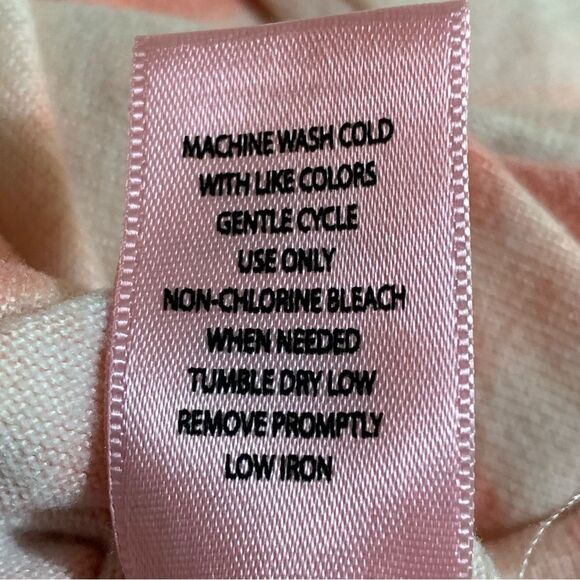 MACHINE WASH COLD
WITH LIKE COLORS
GENTLE CYCLE
USE ONLY
NON-CHLORINE BLEACH
WHEN NEEDED
TUMBLE DRY LOW
REMOVE PROMPTLY
LOW IRON